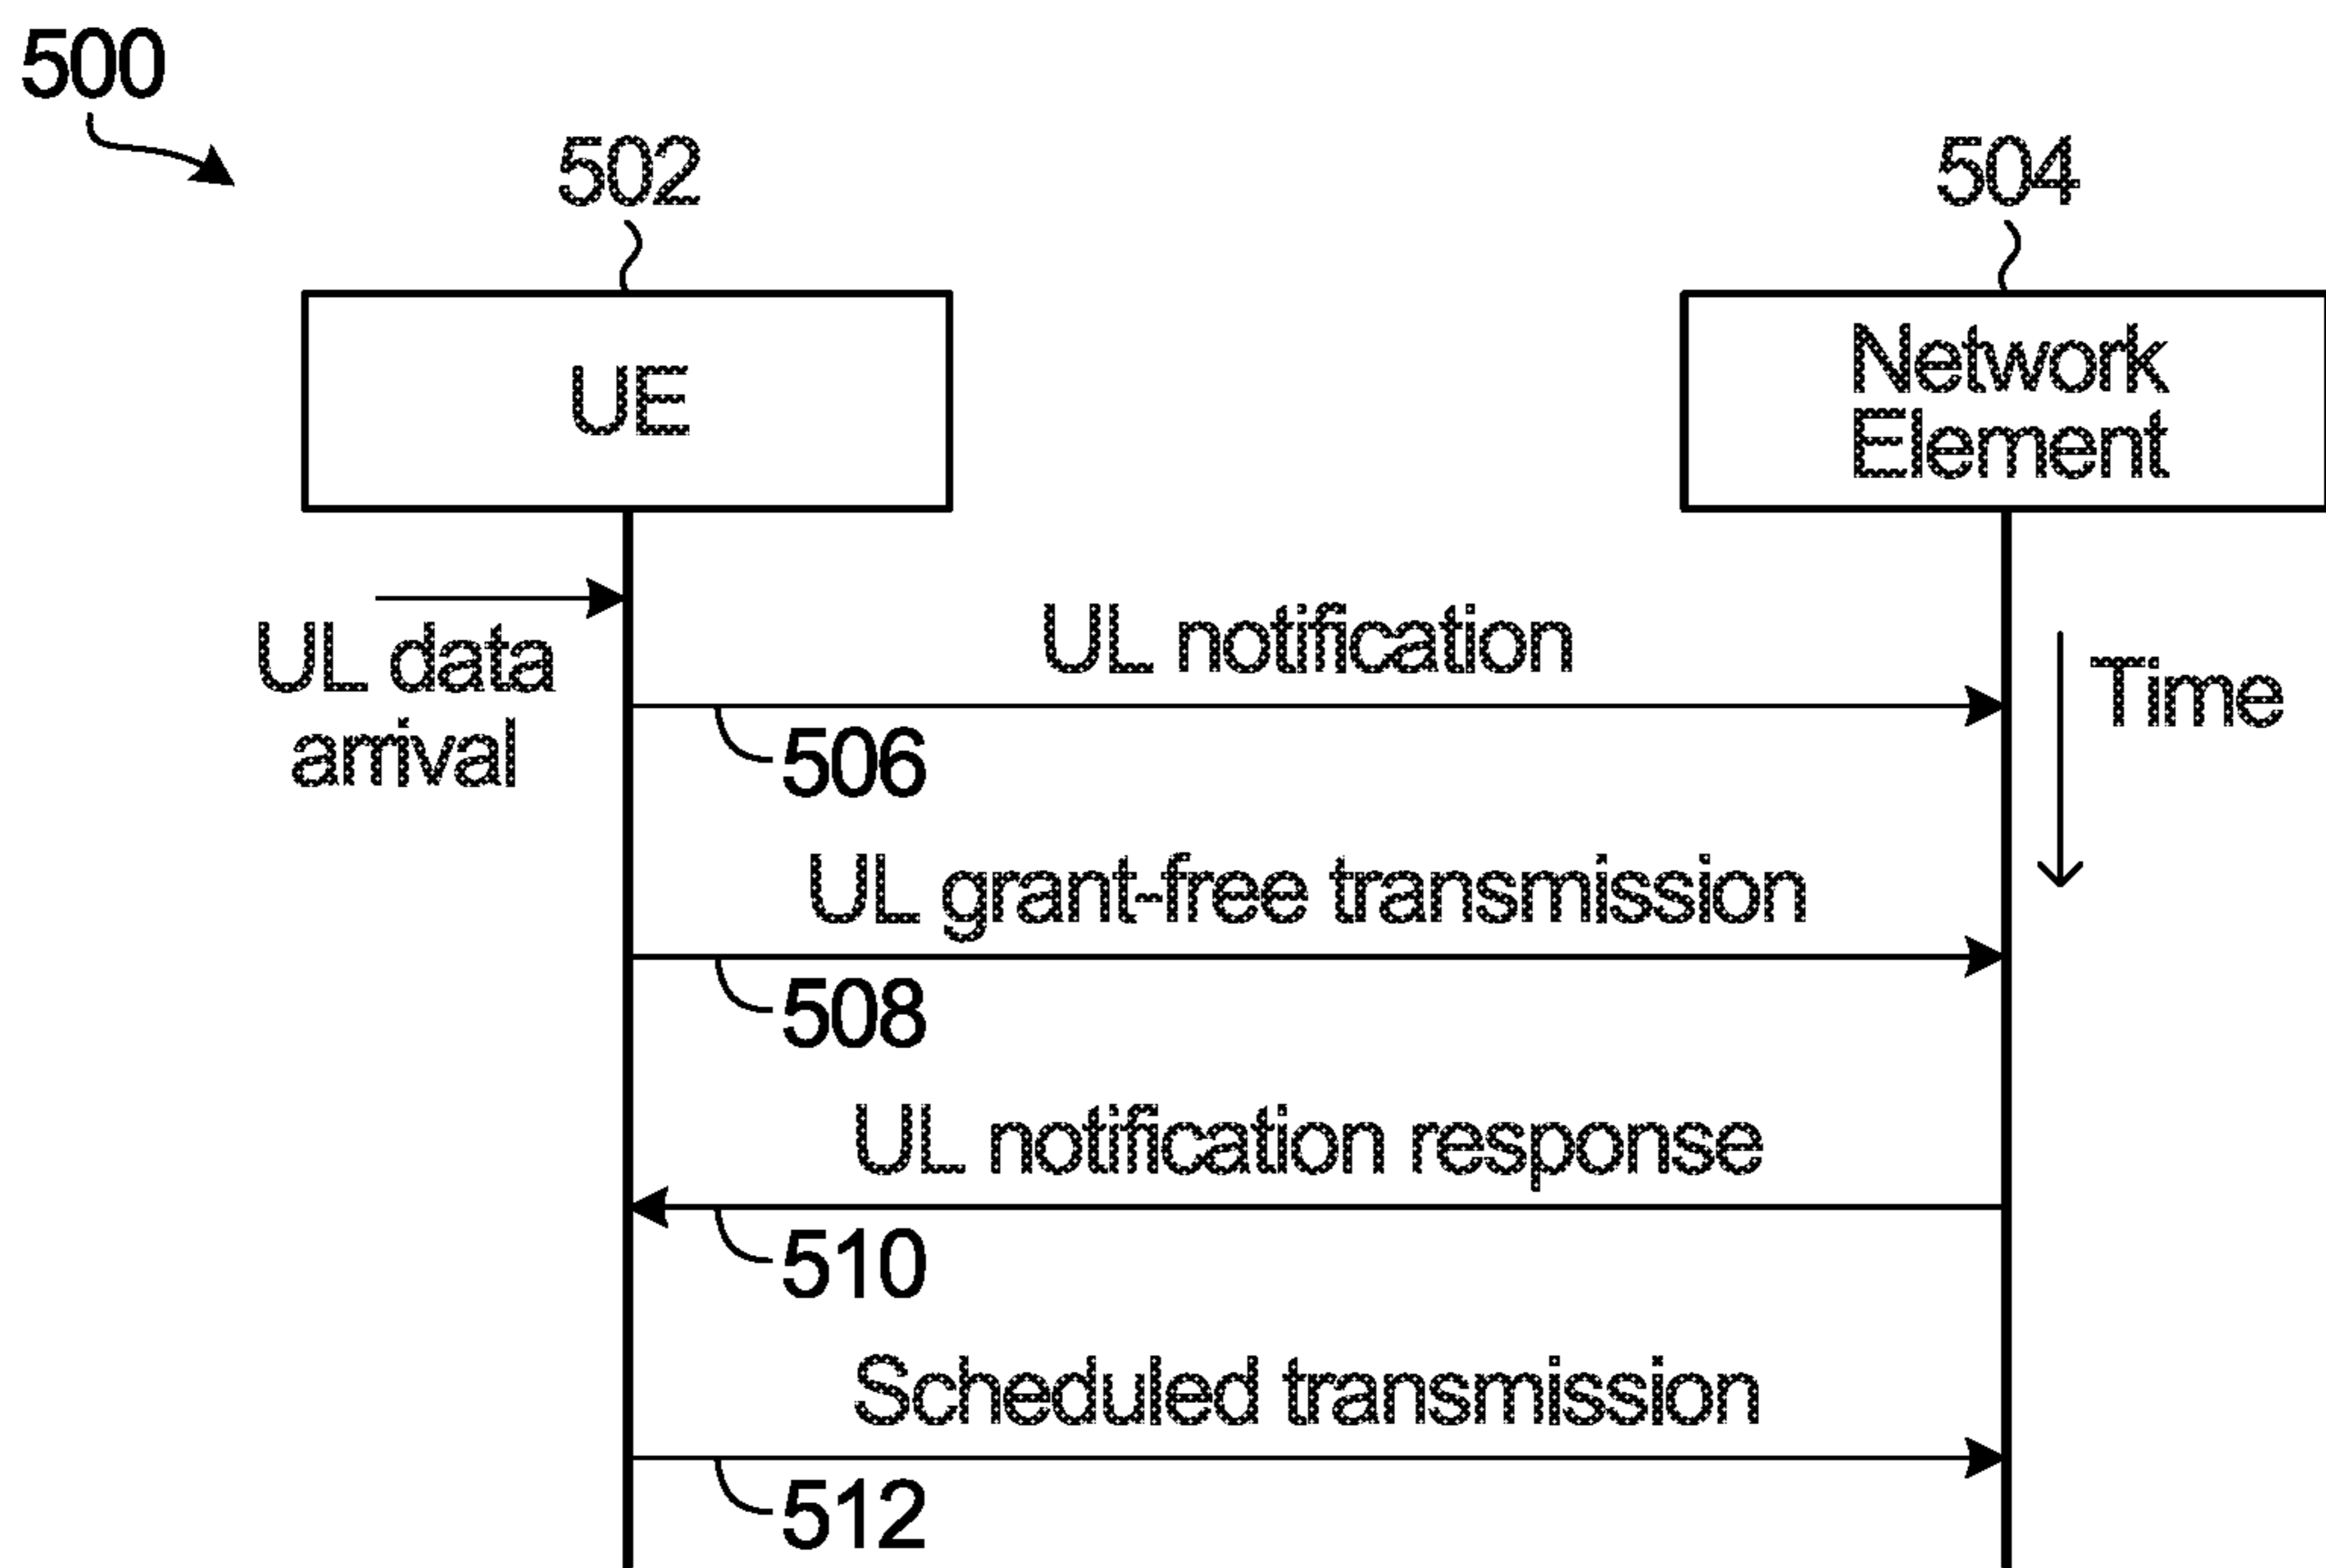 500
502
504
UE
Network
Element
UL data
arrival
UL notification
Time
506
UL grant-free transmission
508
UL notification response
510
Scheduled transmission
512